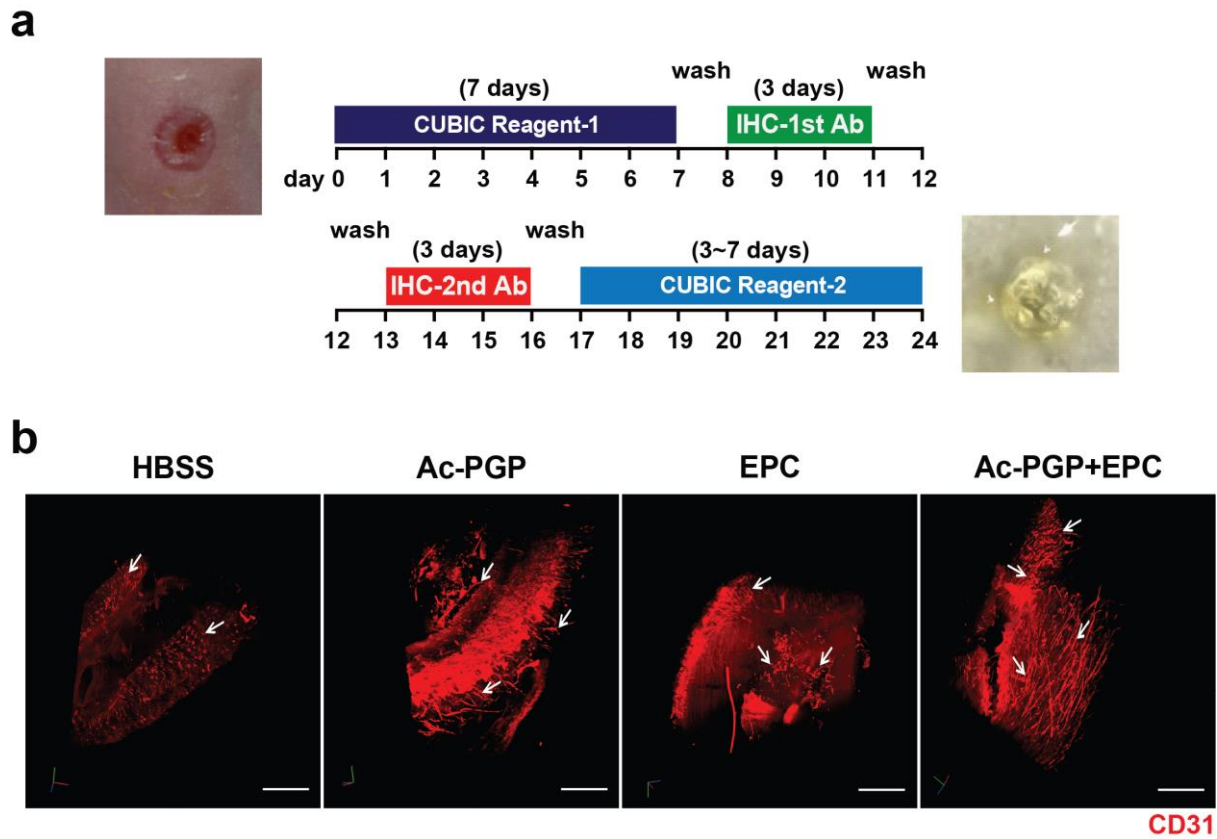 a
wash wash
(7 days) (3 days)
CUBIC Reagent-1 IHC-1st Ab
day 0 1 2 3 4 5 6 7 8 9 10 11 12
wash wash
(3 days) (3~7 days)
IHC-2nd Ab CUBIC Reagent-2
12 13 14 15 16 17 18 19 20 21 22 23 24
b
HBSS Ac-PGP EPC Ac-PGP+EPC
CD31